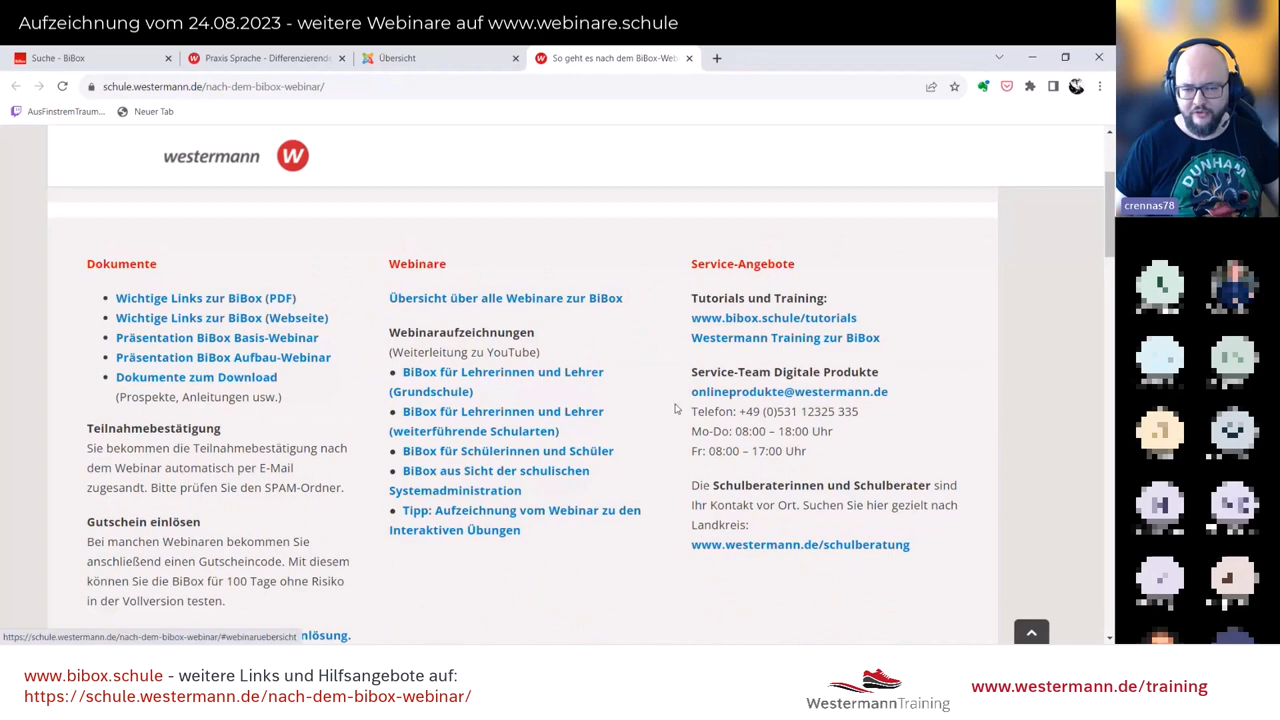 Aufzeichnung vom 24.08.2023 - weitere Webinare auf www.webinare.schule
Suche - BiBox
Praxis Sprache - Differenzierende
Übersicht
So geht es nach dem BiBox-Web
schule.westermann.de/nach-dem-bibox-webinar/
AusFinstremTraum...
Neuer Tab
westermann W
crennas78
DUNHAM
Dokumente
Wichtige Links zur BiBox (PDF)
Wichtige Links zur BiBox (Webseite)
Präsentation BiBox Basis-Webinar
Präsentation BiBox Aufbau-Webinar
Dokumente zum Download
(Prospekte, Anleitungen usw.)
Teilnahmebestätigung
Sie bekommen die Teilnahmebestätigung nach
dem Webinar automatisch per E-Mail
zugesandt. Bitte prüfen Sie den SPAM-Ordner.
Gutschein einlösen
Bei manchen Webinaren bekommen Sie
anschließend einen Gutscheincode. Mit diesem
können Sie die BiBox für 100 Tage ohne Risiko
in der Vollversion testen.
nlösung.
https://schule.westermann.de/nach-dem-bibox-webinar/#webinaruebersicht
Webinare
Übersicht über alle Webinare zur BiBox
Webinaraufzeichnungen
(Weiterleitung zu YouTube)
● BiBox für Lehrerinnen und Lehrer
(Grundschule)
● BiBox für Lehrerinnen und Lehrer
(weiterführende Schularten)
● BiBox für Schülerinnen und Schüler
● BiBox aus Sicht der schulischen
Systemadministration
● Tipp: Aufzeichnung vom Webinar zu den
Interaktiven Übungen
Service-Angebote
Tutorials und Training:
www.bibox.schule/tutorials
Westermann Training zur BiBox
Service-Team Digitale Produkte
onlineprodukte@westermann.de
Telefon: +49 (0)531 12325 335
Mo-Do: 08:00 – 18:00 Uhr
Fr: 08:00 – 17:00 Uhr
Die Schulberaterinnen und Schulberater sind
Ihr Kontakt vor Ort. Suchen Sie hier gezielt nach
Landkreis:
www.westermann.de/schulberatung
www.bibox.schule - weitere Links und Hilfsangebote auf:
https://schule.westermann.de/nach-dem-bibox-webinar/
WestermannTraining
www.westermann.de/training